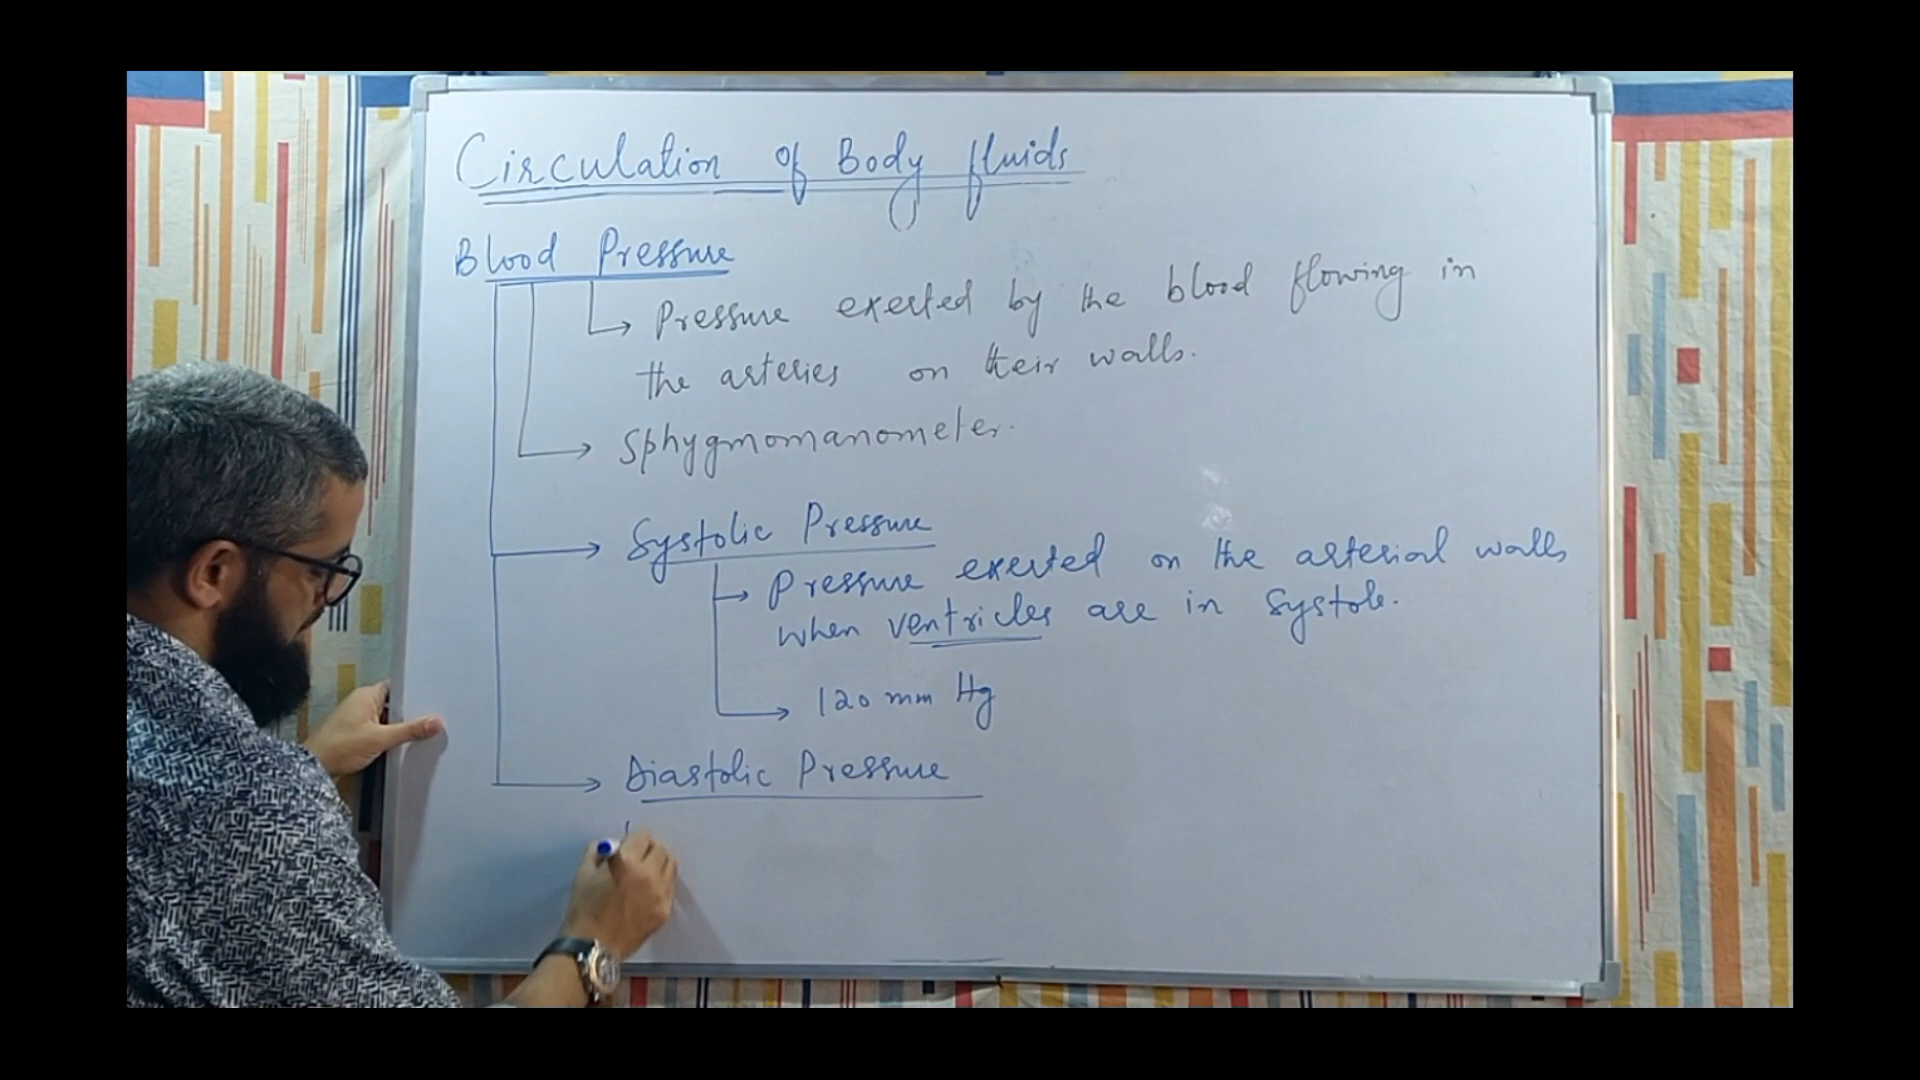 Circulation of Body fluids
Blood Pressure
Pressure exerted by the blood flowing in
the arteries on their walls.
Sphygmomanometer.
Systolic Pressure
Pressure exerted on the arterial walls
when ventricles are in systole.
120 mm Hg
Diastolic Pressure